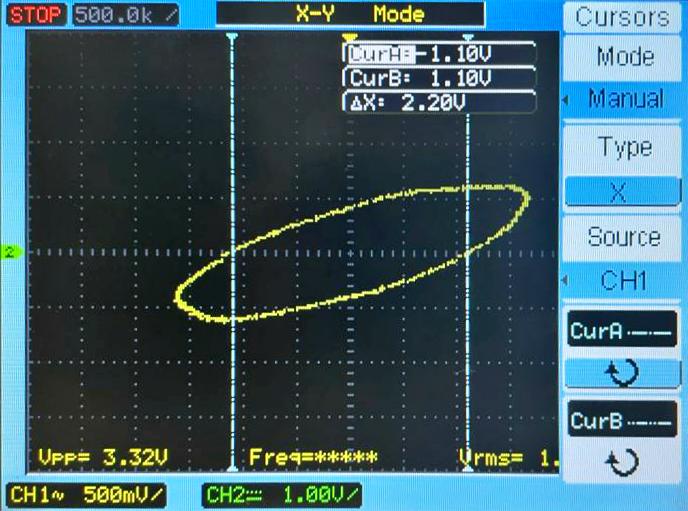 STOP 500.0k / X-Y Mode Cursors
CurA:-1.10V
CurB: 1.10V
ΔX: 2.20V
Mode
Manual
Type
X
Source
CH1
CurA
CurB
2
Vpp= 3.32V Freq=***** Vrms= 1.
CH1~ 500mV/ CH2 1.00V/